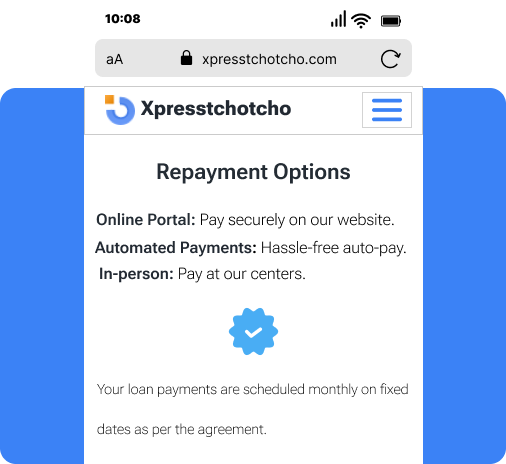 10:08
aA xpresstchotcho.com
Xpresstchotcho
Repayment Options
Online Portal: Pay securely on our website.
Automated Payments: Hassle-free auto-pay.
In-person: Pay at our centers.
Your loan payments are scheduled monthly on fixed
dates as per the agreement.